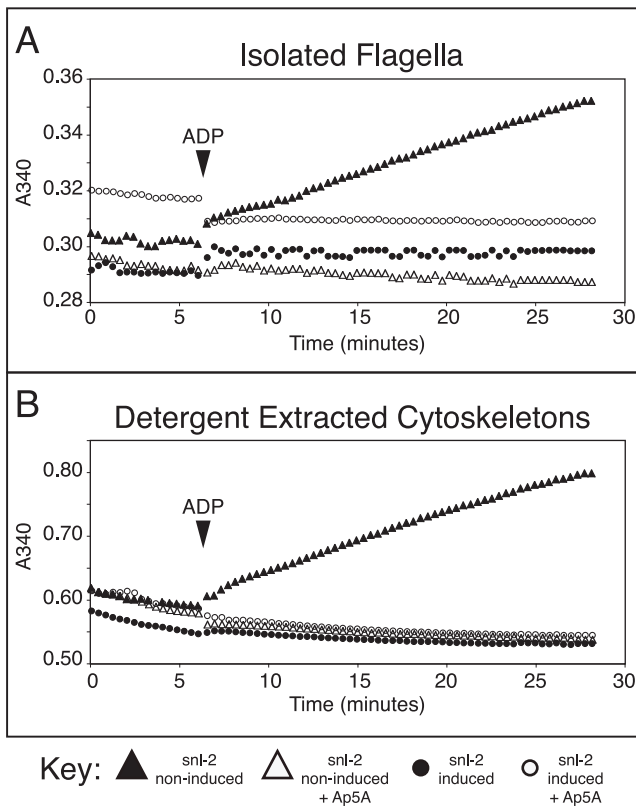 A
Isolated Flagella
0.36
0.34
0.32
0.30
0.28
A340
ADP
0 5 10 15 20 25 30
Time (minutes)
B
Detergent Extracted Cytoskeletons
0.80
0.70
0.60
0.50
A340
ADP
0 5 10 15 20 25 30
Time (minutes)
Key:
snl-2
non-induced
snl-2
non-induced
+ Ap5A
snl-2
induced
snl-2
induced
+ Ap5A